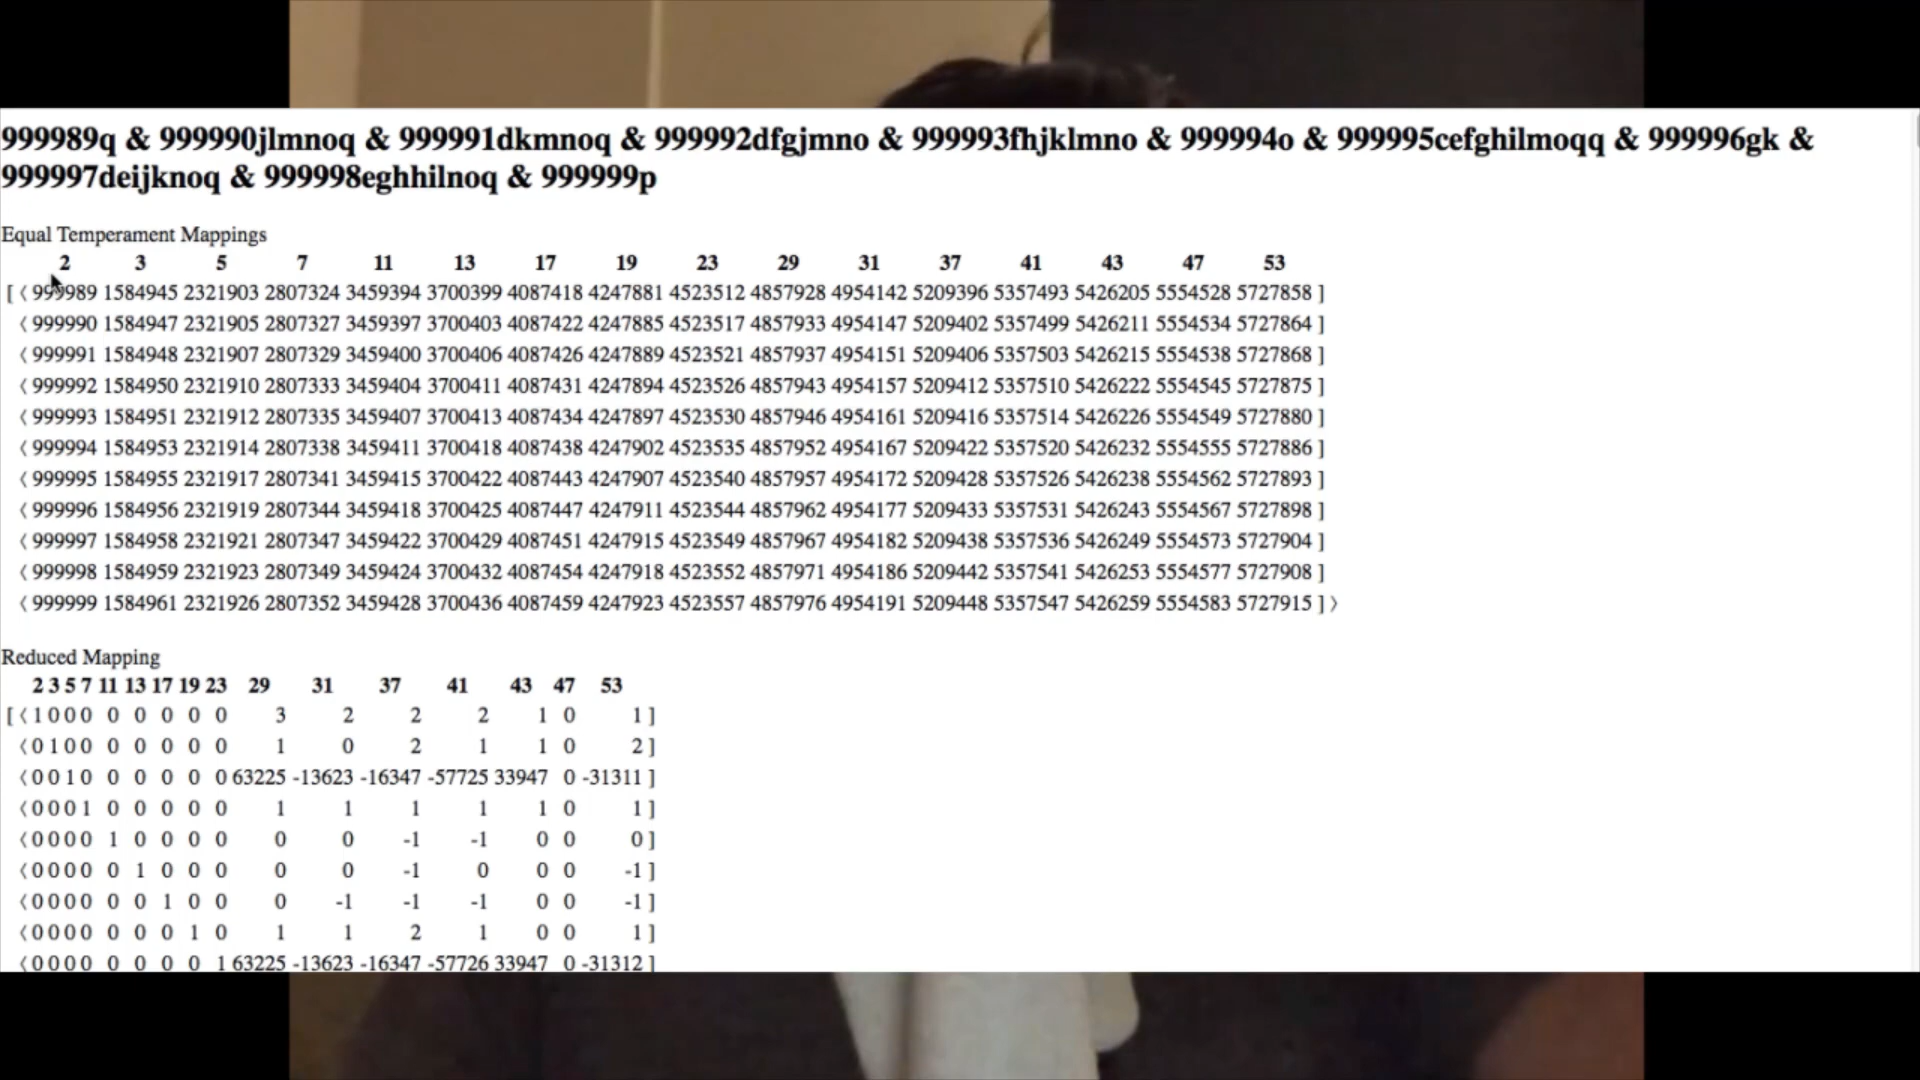 999989q & 999990jlmnoq & 999991dkmnoq & 999992dfgjmno & 999993fhjklmno & 999994o & 999995cefghilmoqq & 999996gk &
999997deijknoq & 999998eghhilnoq & 999999p
Equal Temperament Mappings
2 3 5 7 11 13 17 19 23 29 31 37 41 43 47 53
[ ⟨ 999989 1584945 2321903 2807324 3459394 3700399 4087418 4247881 4523512 4857928 4954142 5209396 5357493 5426205 5554528 5727858 ]
⟨ 999990 1584947 2321905 2807327 3459397 3700403 4087422 4247885 4523517 4857933 4954147 5209402 5357499 5426211 5554534 5727864 ]
⟨ 999991 1584948 2321907 2807329 3459400 3700406 4087426 4247889 4523521 4857937 4954151 5209406 5357503 5426215 5554538 5727868 ]
⟨ 999992 1584950 2321910 2807333 3459404 3700411 4087431 4247894 4523526 4857943 4954157 5209412 5357510 5426222 5554545 5727875 ]
⟨ 999993 1584951 2321912 2807335 3459407 3700413 4087434 4247897 4523530 4857946 4954161 5209416 5357514 5426226 5554549 5727880 ]
⟨ 999994 1584953 2321914 2807338 3459411 3700418 4087438 4247902 4523535 4857952 4954167 5209422 5357520 5426232 5554555 5727886 ]
⟨ 999995 1584955 2321917 2807341 3459415 3700422 4087443 4247907 4523540 4857957 4954172 5209428 5357526 5426238 5554562 5727893 ]
⟨ 999996 1584956 2321919 2807344 3459418 3700425 4087447 4247911 4523544 4857962 4954177 5209433 5357531 5426243 5554567 5727898 ]
⟨ 999997 1584958 2321921 2807347 3459422 3700429 4087451 4247915 4523549 4857967 4954182 5209438 5357536 5426249 5554573 5727904 ]
⟨ 999998 1584959 2321923 2807349 3459424 3700432 4087454 4247918 4523552 4857971 4954186 5209442 5357541 5426253 5554577 5727908 ]
⟨ 999999 1584961 2321926 2807352 3459428 3700436 4087459 4247923 4523557 4857976 4954191 5209448 5357547 5426259 5554583 5727915 ] ⟩
Reduced Mapping
2 3 5 7 11 13 17 19 23 29 31 37 41 43 47 53
[ ⟨ 1 0 0 0 0 0 0 0 0 3 2 2 2 1 0 1 ]
⟨ 0 1 0 0 0 0 0 0 0 1 0 2 1 1 0 2 ]
⟨ 0 0 1 0 0 0 0 0 0 63225 -13623 -16347 -57725 33947 0 -31311 ]
⟨ 0 0 0 1 0 0 0 0 0 1 1 1 1 1 0 1 ]
⟨ 0 0 0 0 1 0 0 0 0 0 0 -1 -1 0 0 0 ]
⟨ 0 0 0 0 0 1 0 0 0 0 0 -1 0 0 0 -1 ]
⟨ 0 0 0 0 0 0 1 0 0 0 -1 -1 -1 0 0 -1 ]
⟨ 0 0 0 0 0 0 0 1 0 1 1 2 1 0 0 1 ]
⟨ 0 0 0 0 0 0 0 0 1 63225 -13623 -16347 -57726 33947 0 -31312 ]